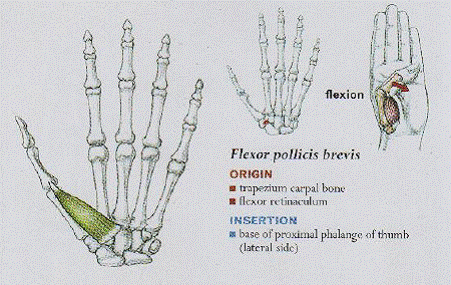 flexion
Flexor pollicis brevis
ORIGIN
trapezium carpal bone
flexor retinaculum
INSERTION
base of proximal phalange of thumb
(lateral side)